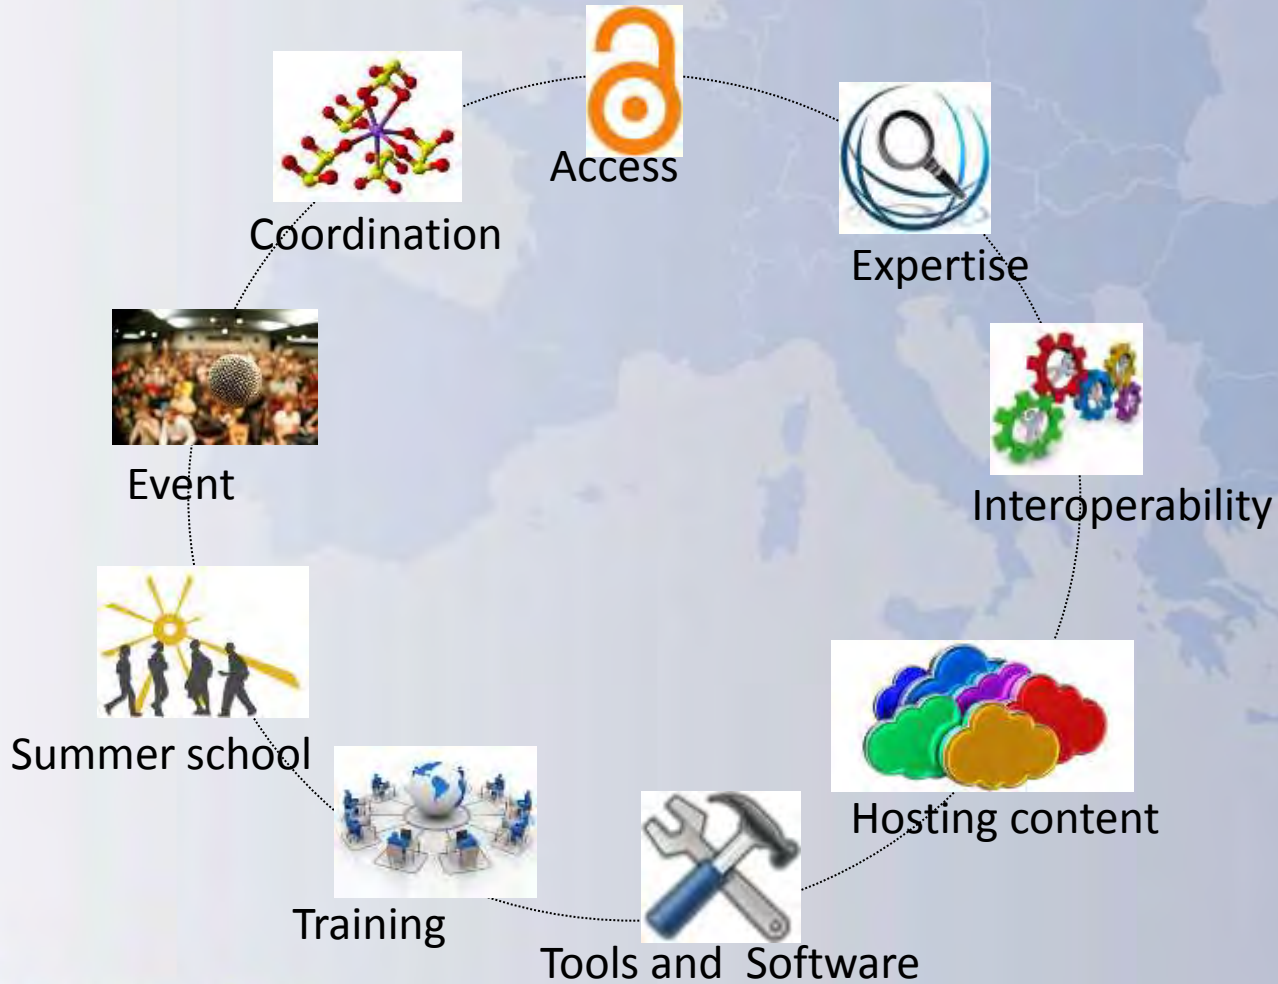 Access
Coordination
Expertise
Event
Interoperability
Summer school
Hosting content
Training
Tools and  Software